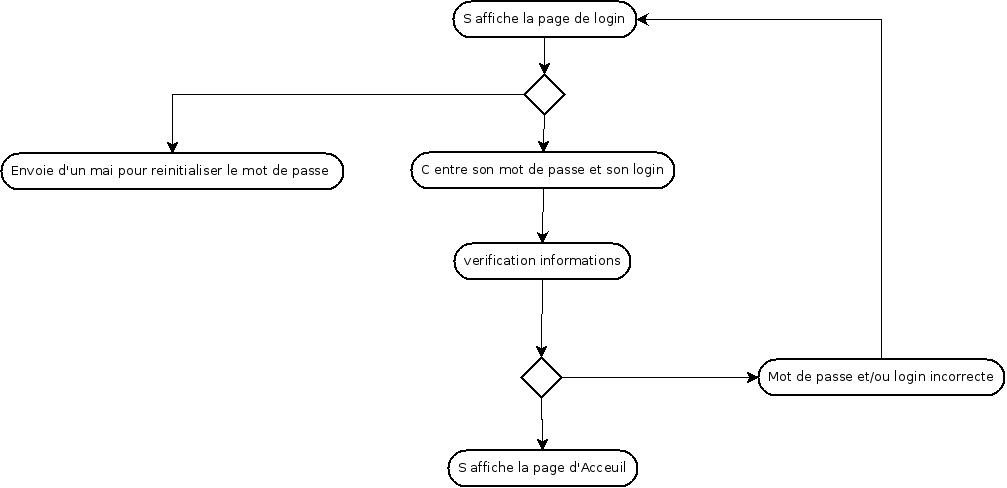 S affiche la page de login
Envoie d'un mai pour reinitialiser le mot de passe
C entre son mot de passe et son login
verification informations
Mot de passe et/ou login incorrecte
S affiche la page d'Acceuil